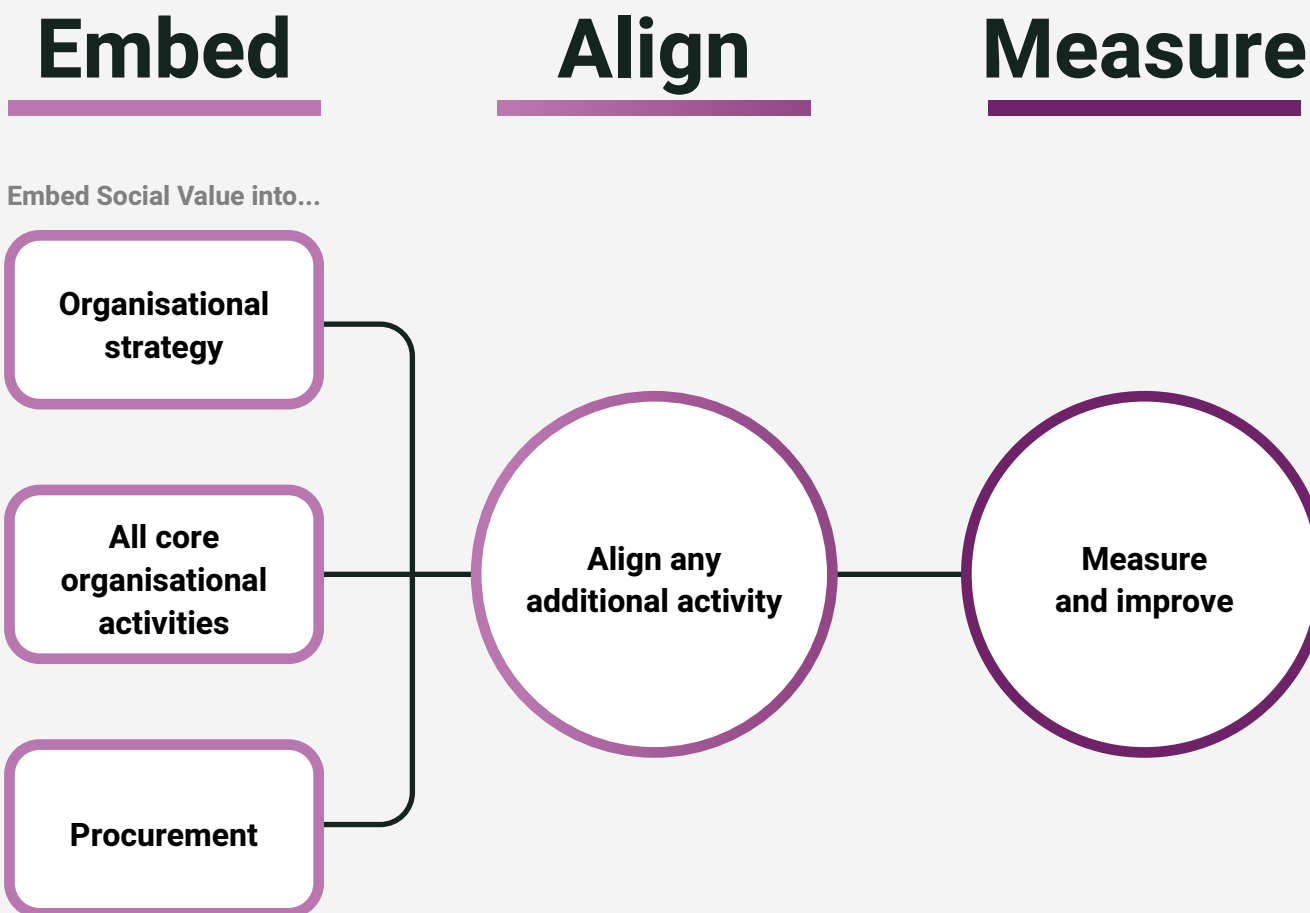 Embed
Align
Measure
Embed Social Value into...
Organisational
strategy
All core
organisational
activities
Procurement
Align any
additional activity
Measure
and improve